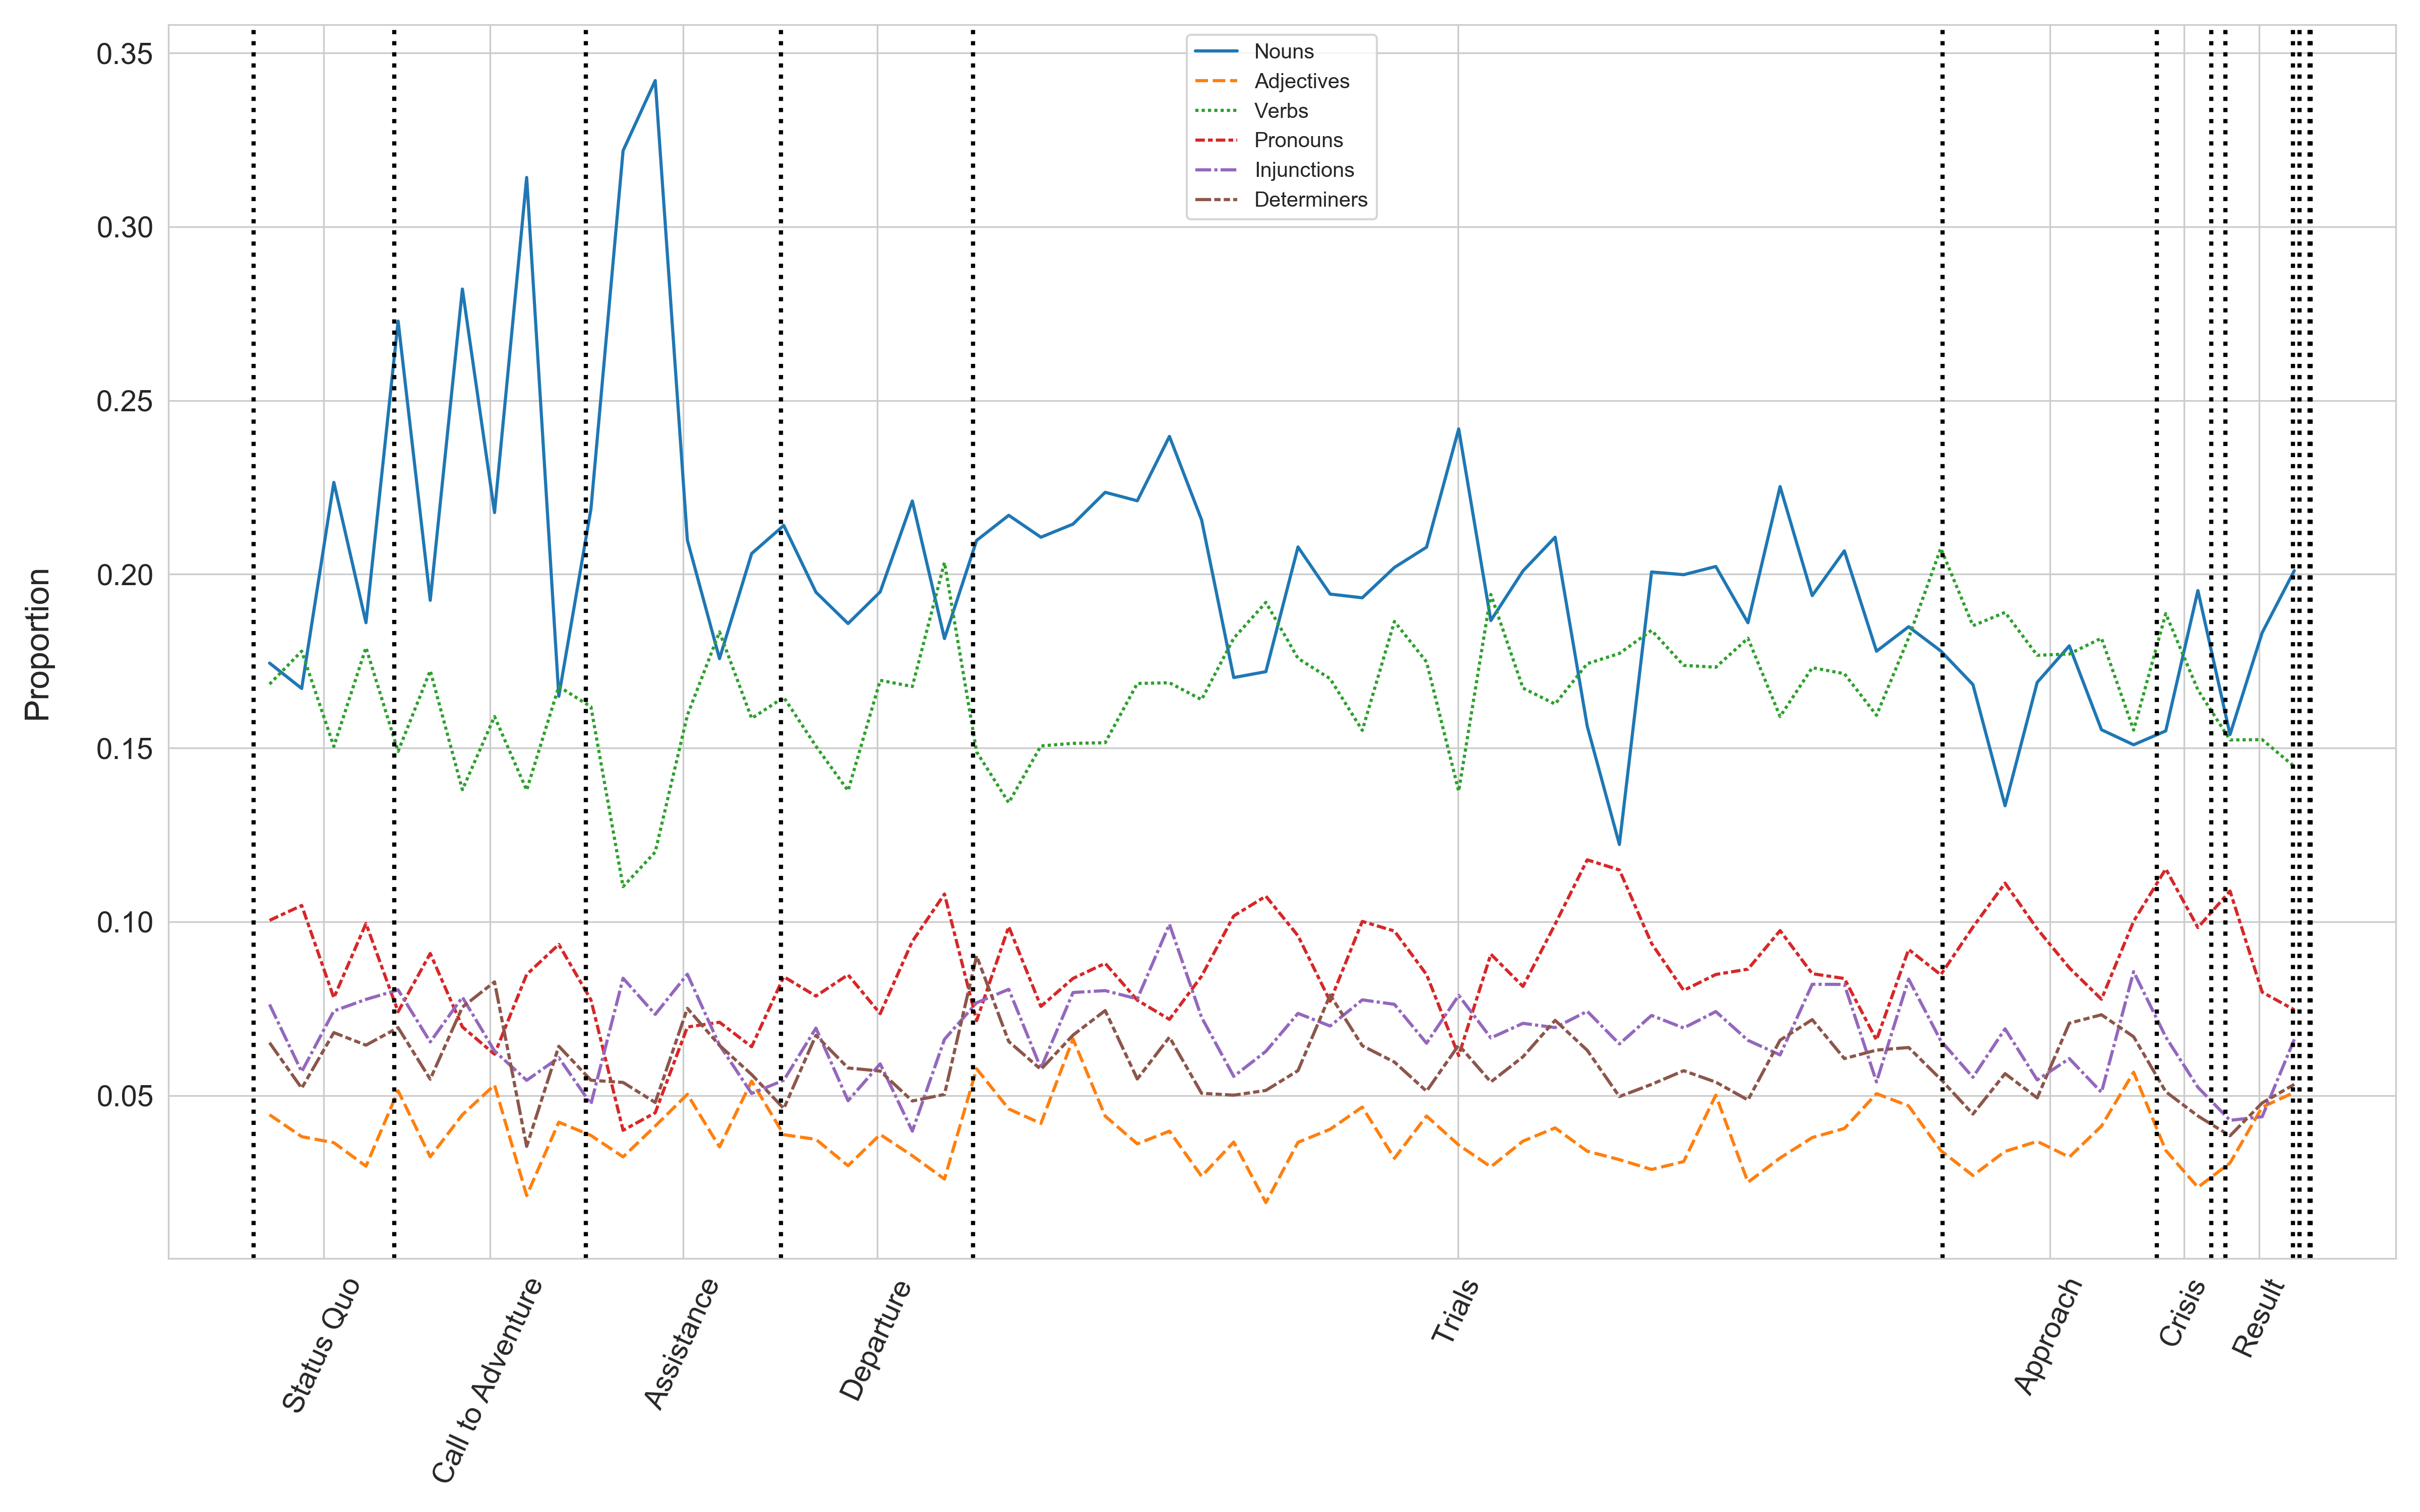 Nouns
Adjectives
Verbs
Pronouns
Injunctions
Determiners
Proportion
0.35
0.30
0.25
0.20
0.15
0.10
0.05
Status Quo
Call to Adventure
Assistance
Departure
Trials
Approach
Crisis
Result